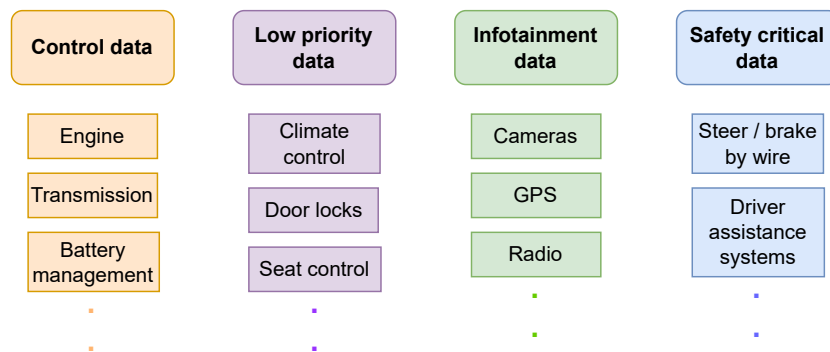 Control data
Low priority
data
Infotainment
data
Safety critical
data
Engine
Transmission
Battery
management
Climate
control
Door locks
Seat control
Cameras
GPS
Radio
Steer / brake
by wire
Driver
assistance
systems